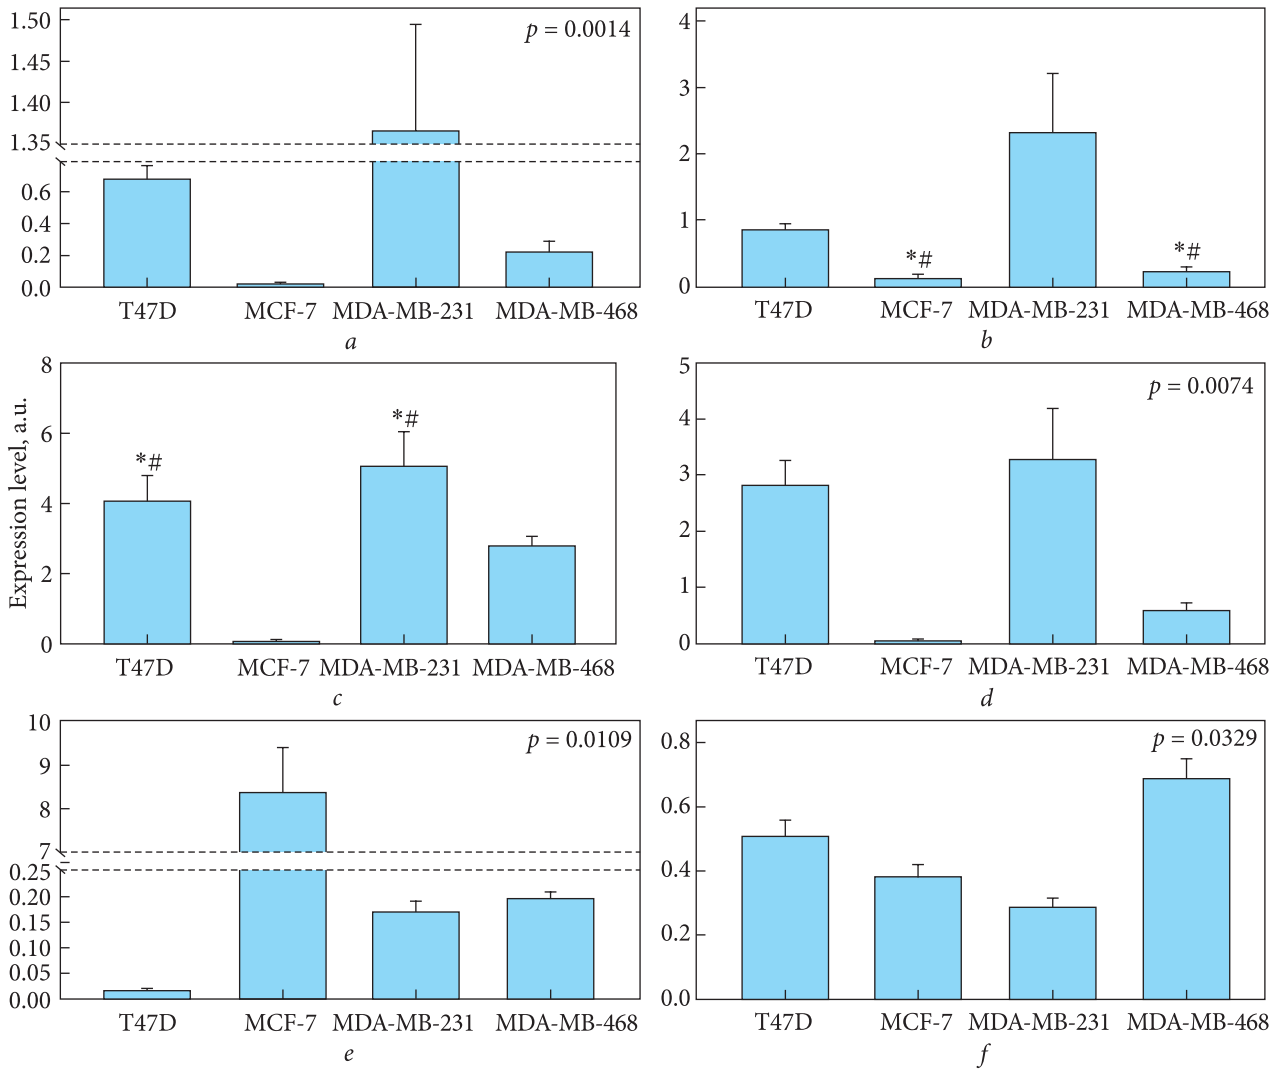 1.50
1.45
1.40
1.35
0.6
0.4
0.2
0.0
p = 0.0014
T47D MCF-7 MDA-MB-231 MDA-MB-468
a
4
3
2
1
0
*# *#
T47D MCF-7 MDA-MB-231 MDA-MB-468
b
Expression level, a.u.
8
6
4
2
0
*# *#
T47D MCF-7 MDA-MB-231 MDA-MB-468
c
5
4
3
2
1
0
p = 0.0074
T47D MCF-7 MDA-MB-231 MDA-MB-468
d
10
9
8
7
0.25
0.20
0.15
0.10
0.05
0.00
p = 0.0109
T47D MCF-7 MDA-MB-231 MDA-MB-468
e
0.8
0.6
0.4
0.2
0.0
p = 0.0329
T47D MCF-7 MDA-MB-231 MDA-MB-468
f